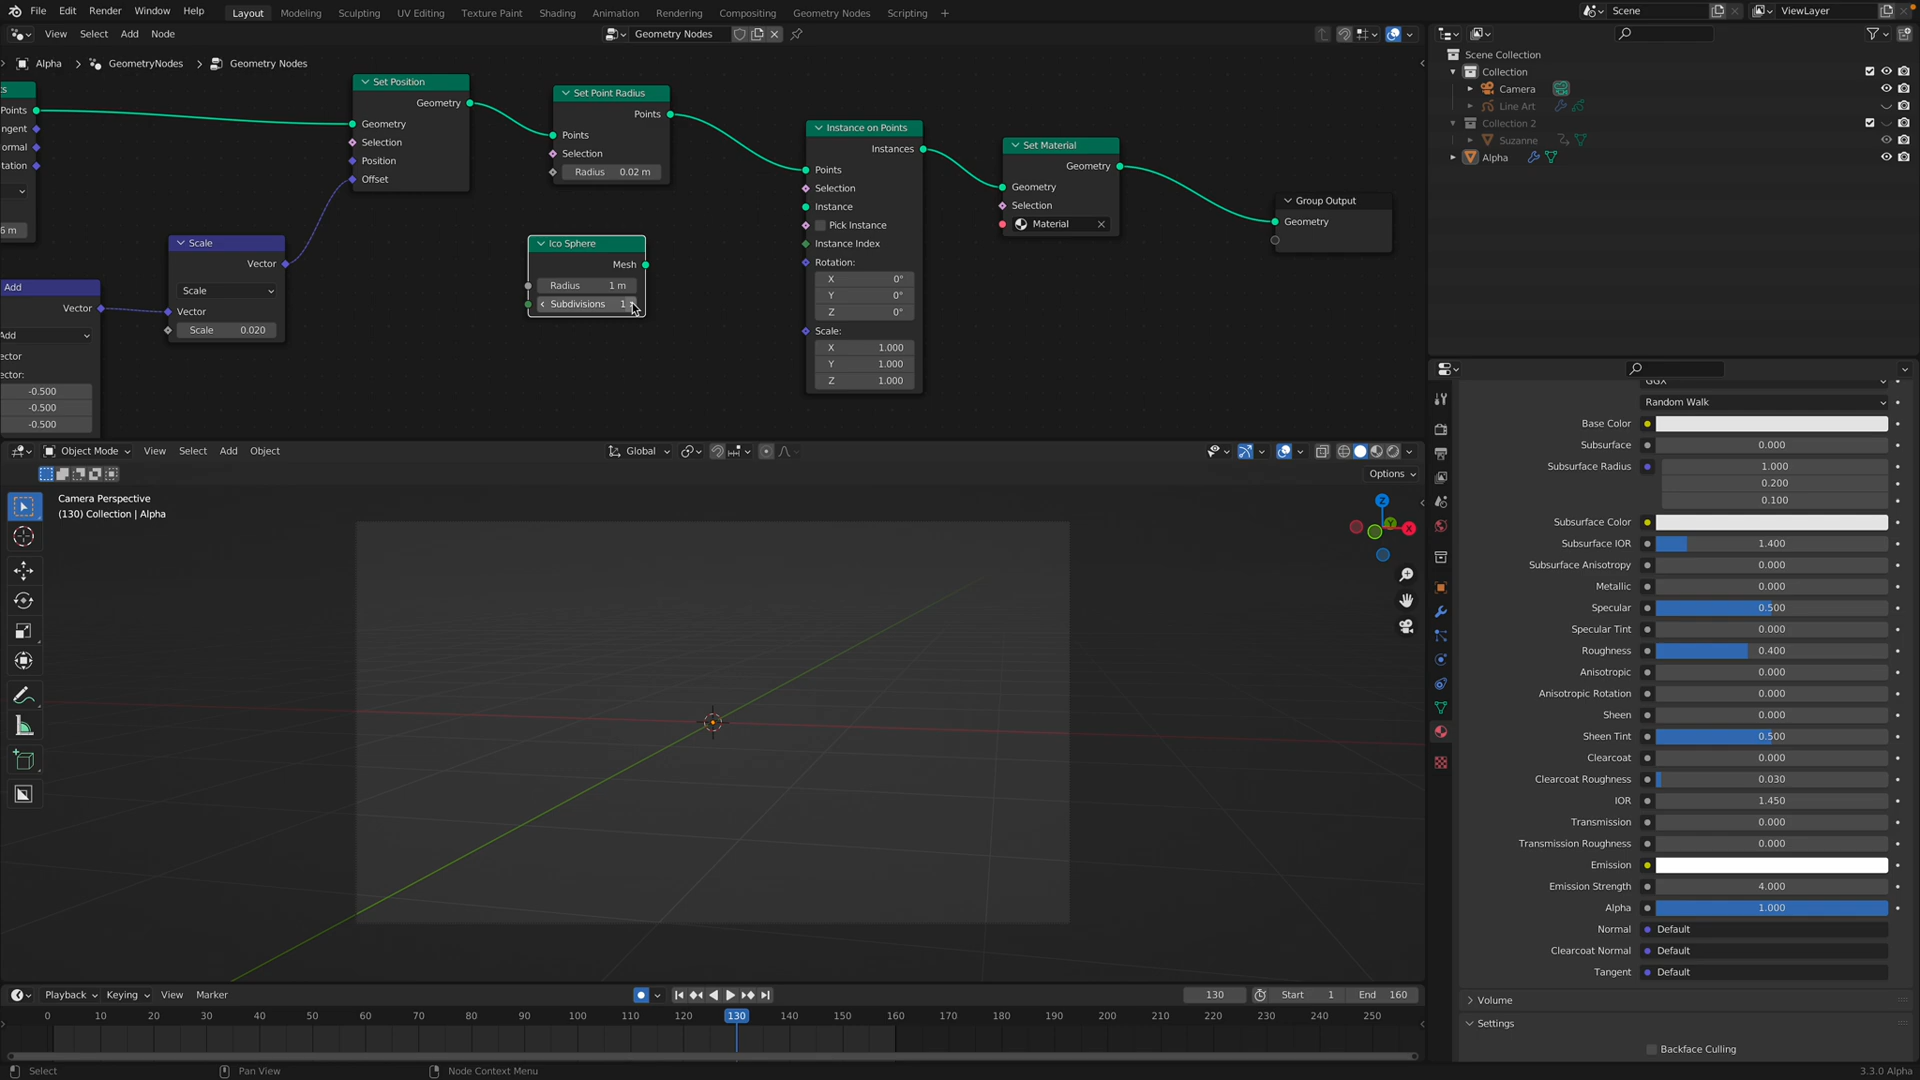 File Edit Render Window Help Layout Modeling Sculpting UV Editing Texture Paint Shading Animation Rendering Compositing Geometry Nodes Scripting + Scene ViewLayer
View Select Add Node Geometry Nodes
Alpha GeometryNodes Geometry Nodes
Points
ngent
ormal
tation
6 m
Add
Vector
Add
ector
ector:
-0.500
-0.500
-0.500
Scale
Vector
Scale
Vector
Scale 0.020
Set Position
Geometry
Geometry
Selection
Position
Offset
Set Point Radius
Points
Points
Selection
Radius 0.02 m
Ico Sphere
Mesh
Radius 1 m
Subdivisions 1
Instance on Points
Instances
Points
Selection
Instance
Pick Instance
Instance Index
Rotation:
X 0°
Y 0°
Z 0°
Scale:
X 1.000
Y 1.000
Z 1.000
Set Material
Geometry
Geometry
Selection
Material
Group Output
Geometry
Scene Collection
Collection
Camera
Line Art
Collection 2
Suzanne
Alpha
Object Mode View Select Add Object Global
Options
Camera Perspective
(130) Collection | Alpha
Z
Y
X
GGX
Random Walk
Base Color
Subsurface 0.000
Subsurface Radius 1.000
0.200
0.100
Subsurface Color
Subsurface IOR 1.400
Subsurface Anisotropy 0.000
Metallic 0.000
Specular 0.500
Specular Tint 0.000
Roughness 0.400
Anisotropic 0.000
Anisotropic Rotation 0.000
Sheen 0.000
Sheen Tint 0.500
Clearcoat 0.000
Clearcoat Roughness 0.030
IOR 1.450
Transmission 0.000
Transmission Roughness 0.000
Emission
Emission Strength 4.000
Alpha 1.000
Normal Default
Clearcoat Normal Default
Tangent Default
Volume
Settings
Backface Culling
Playback Keying View Marker 130 Start 1 End 160
0 10 20 30 40 50 60 70 80 90 100 110 120 130 140 150 160 170 180 190 200 210 220 230 240 250
Select Pan View Node Context Menu 3.3.0 Alpha